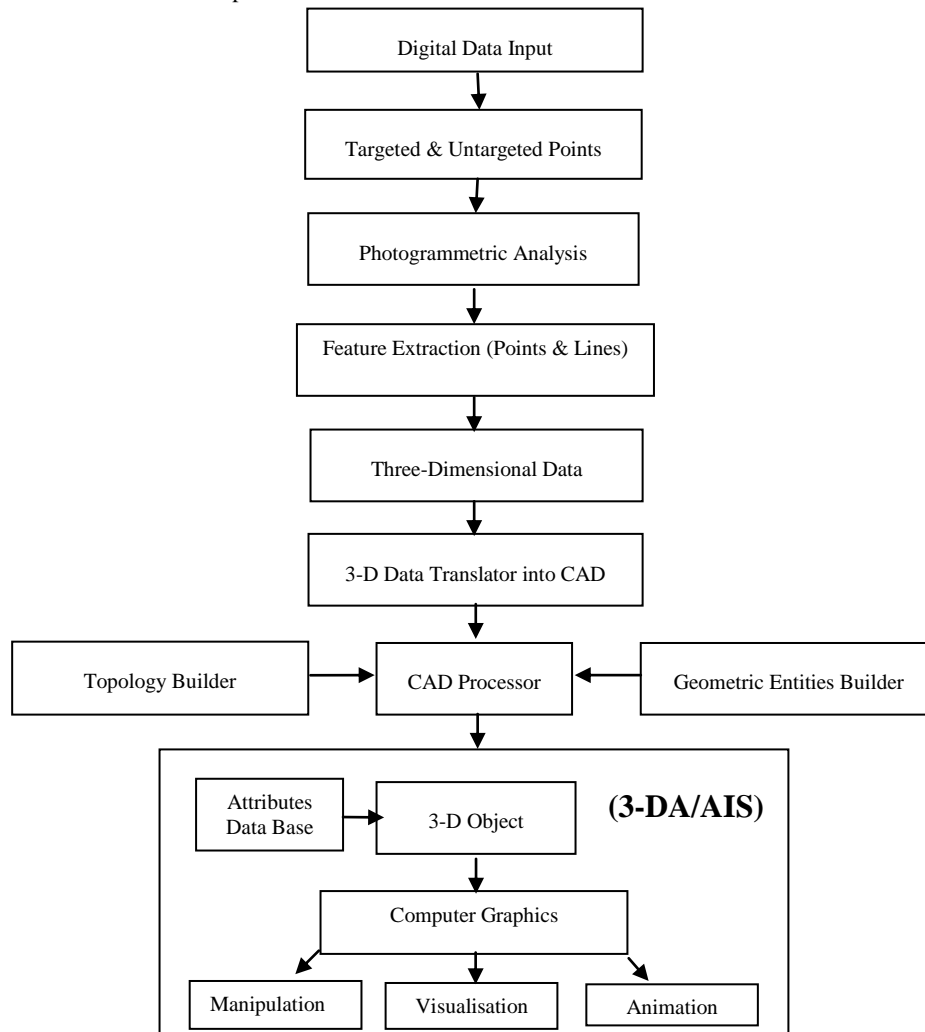 Digital Data Input
Targeted & Untargeted Points
Photogrammetric Analysis
Feature Extraction (Points & Lines)
Three-Dimensional Data
3-D Data Translator into CAD
Topology Builder
CAD Processor
Geometric Entities Builder
Attributes
Data Base
3-D Object
(3-DA/AIS)
Computer Graphics
Manipulation
Visualisation
Animation